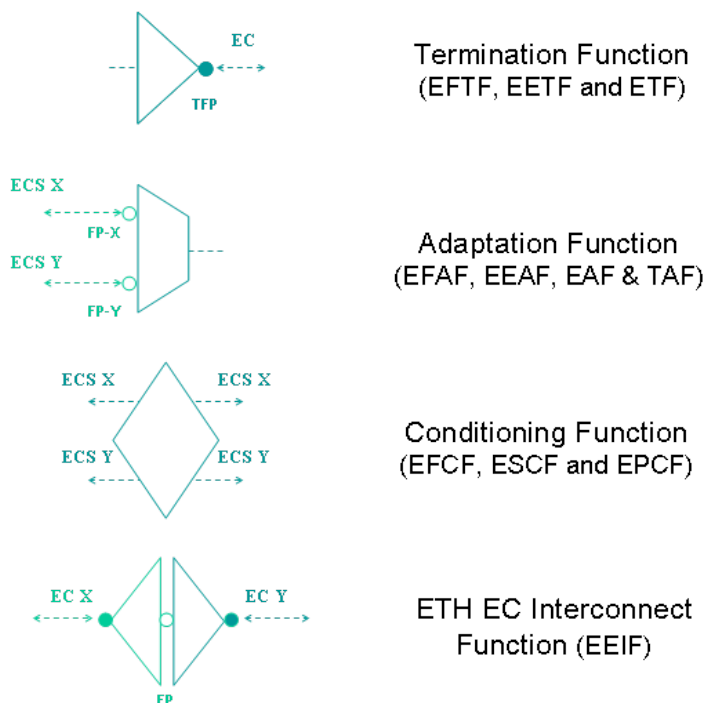 EC
TFP
Termination Function
(EFTF, EETF and ETF)
ECS X
FP-X
ECS Y
FP-Y
Adaptation Function
(EFAF, EEAF, EAF & TAF)
ECS X
ECS X
ECS Y
ECS Y
Conditioning Function
(EFCF, ESCF and EPCF)
EC X
EC Y
FP
ETH EC Interconnect
Function (EEIF)